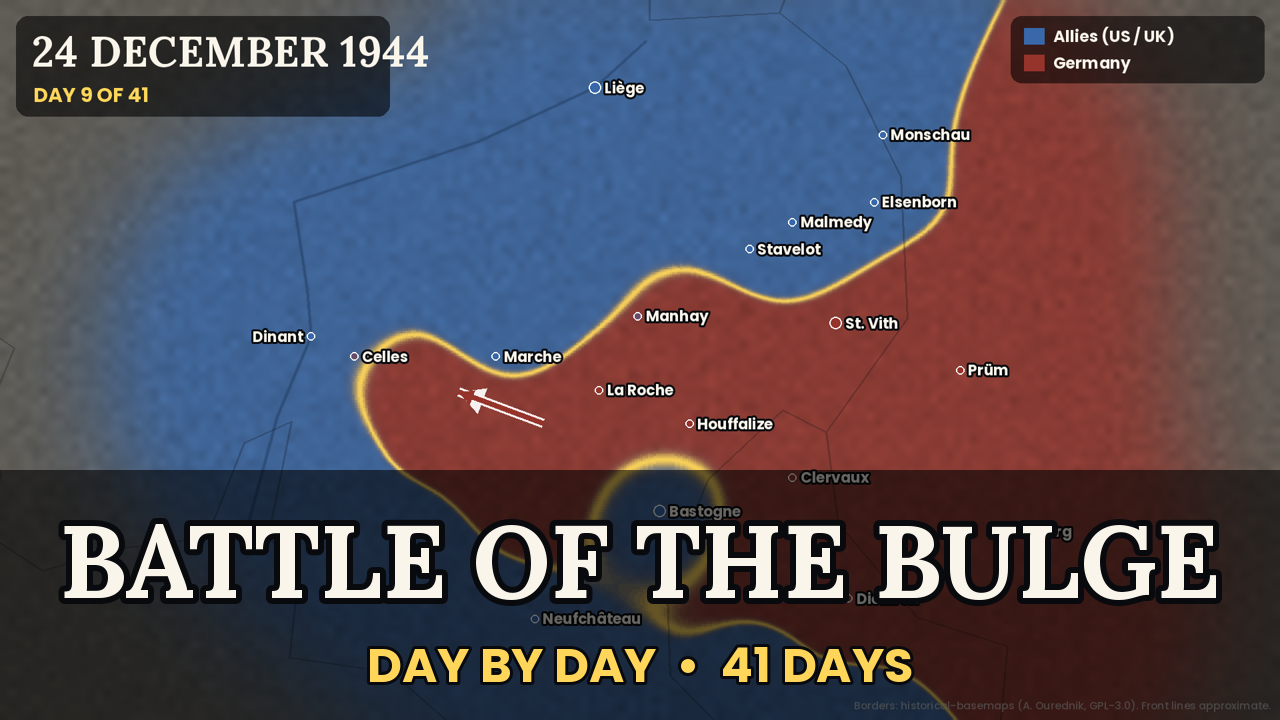 24 DECEMBER 1944
DAY 9 OF 41
Allies (US / UK)
Germany
Liège
Monschau
Elsenborn
Malmedy
Stavelot
Manhay
St. Vith
Dinant
Celles
Marche
Prüm
La Roche
Houffalize
Clervaux
Bastogne
BATTLE OF THE BULGE
Neufchâteau
DAY BY DAY • 41 DAYS
Borders: historical-basemaps (A. Ourednik, GPL-3.0). Front lines approximate.